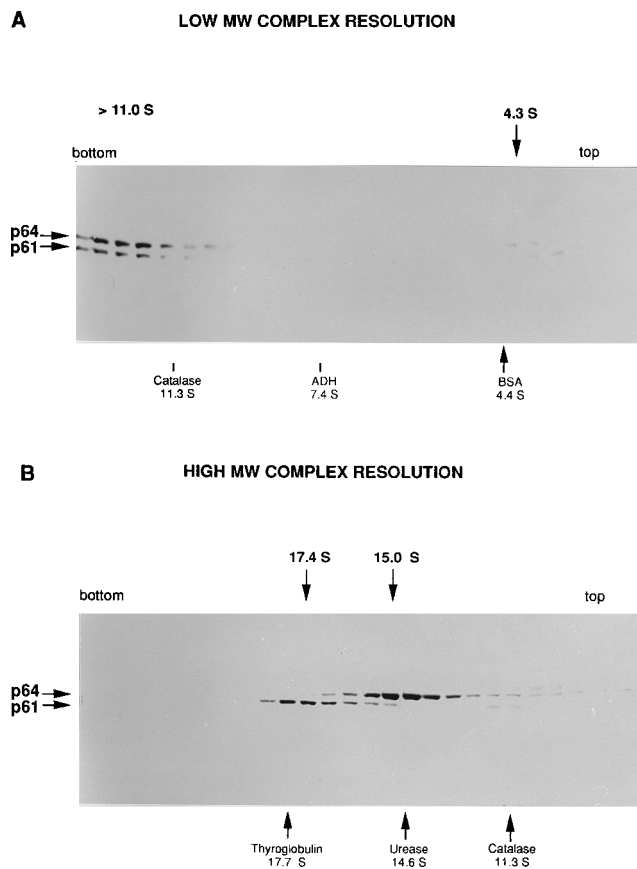 A
LOW MW COMPLEX RESOLUTION
> 11.0 S
4.3 S
bottom
top
p64
p61
Catalase
11.3 S
ADH
7.4 S
BSA
4.4 S
B
HIGH MW COMPLEX RESOLUTION
17.4 S
15.0 S
bottom
top
p64
p61
Thyroglobulin
17.7 S
Urease
14.6 S
Catalase
11.3 S